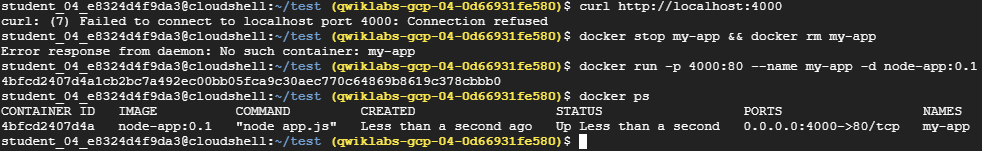 student_04_e8324d4f9da3@cloudshell:~/test (qwiklabs-gcp-04-0d66931fe580)$ curl http://localhost:4000
curl: (7) Failed to connect to localhost port 4000: Connection refused
student_04_e8324d4f9da3@cloudshell:~/test (qwiklabs-gcp-04-0d66931fe580)$ docker stop my-app && docker rm my-app
Error response from daemon: No such container: my-app
student_04_e8324d4f9da3@cloudshell:~/test (qwiklabs-gcp-04-0d66931fe580)$ docker run -p 4000:80 --name my-app -d node-app:0.1
4bfcd2407d4a1cb2bc7a492ec00bb05fca9c30aec770c64869b8619c378cbbb0
student_04_e8324d4f9da3@cloudshell:~/test (qwiklabs-gcp-04-0d66931fe580)$ docker ps
CONTAINER ID IMAGE COMMAND CREATED STATUS PORTS NAMES
4bfcd2407d4a node-app:0.1 "node app.js" Less than a second ago Up Less than a second 0.0.0.0:4000->80/tcp my-app
student_04_e8324d4f9da3@cloudshell:~/test (qwiklabs-gcp-04-0d66931fe580)$